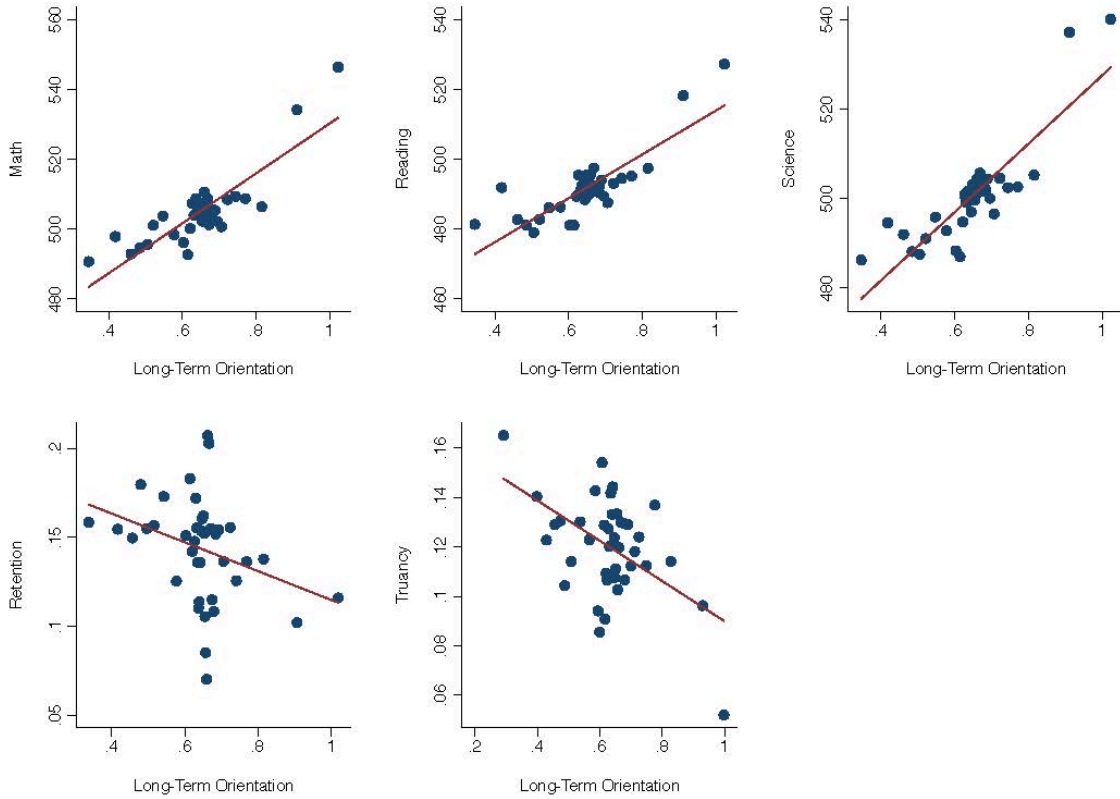 Math
480 500 520 540 560
.4 .6 .8 1
Long-Term Orientation
Reading
460 480 500 520 540
.4 .6 .8 1
Long-Term Orientation
Science
480 500 520 540
.4 .6 .8 1
Long-Term Orientation
Retention
.05 .1 .15 .2
.4 .6 .8 1
Long-Term Orientation
Truancy
.06 .08 .1 .12 .14 .16
.2 .4 .6 .8 1
Long-Term Orientation